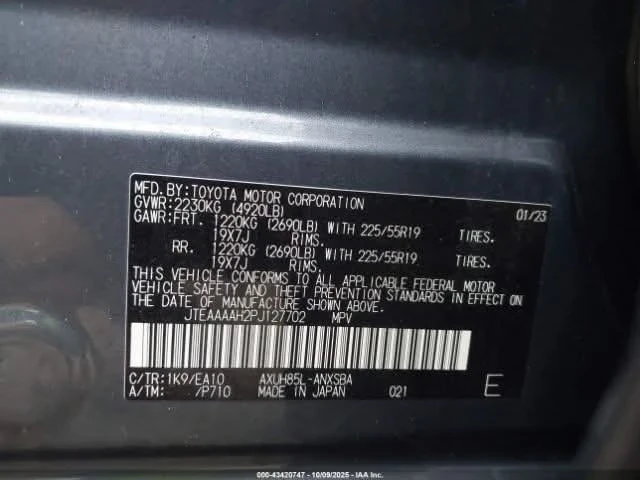 MFD.BY:TOYOTA MOTOR CORPORATION 01/23
GVWR:2230KG (4920LB)
GAWR:FRT. 1220KG (2690LB) WITH 225/55R19 TIRES.
19X7J RIMS.
RR. 1220KG (2690LB) WITH 225/55R19 TIRES.
19X7J RIMS.
THIS VEHICLE CONFORMS TO ALL APPLICABLE FEDERAL MOTOR
VEHICLE SAFETY AND THEFT PREVENTION STANDARDS IN EFFECT ON
THE DATE OF MANUFACTURE SHOWN ABOVE.
JTEAAAAH2PJ127702 MPV
C/TR:1K9/EA10 AXUH85L-ANXSBA
A/TM: /P710 MADE IN JAPAN 021 E
000-43420747 - 10/09/2025 - IAA Inc.